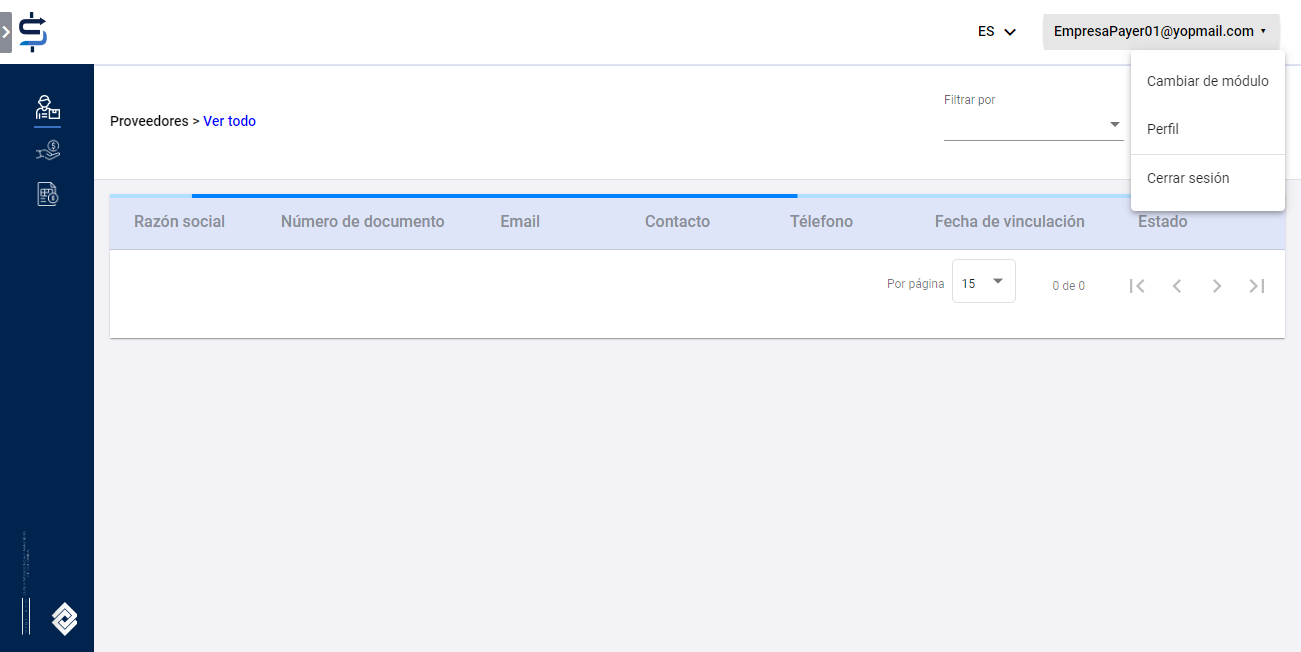 ES
EmpresaPayer01@yopmail.com
Cambiar de módulo
Perfil
Cerrar sesión
Proveedores > Ver todo
Filtrar por
Razón social Número de documento Email Contacto Télefono Fecha de vinculación Estado
Por página 15 0 de 0